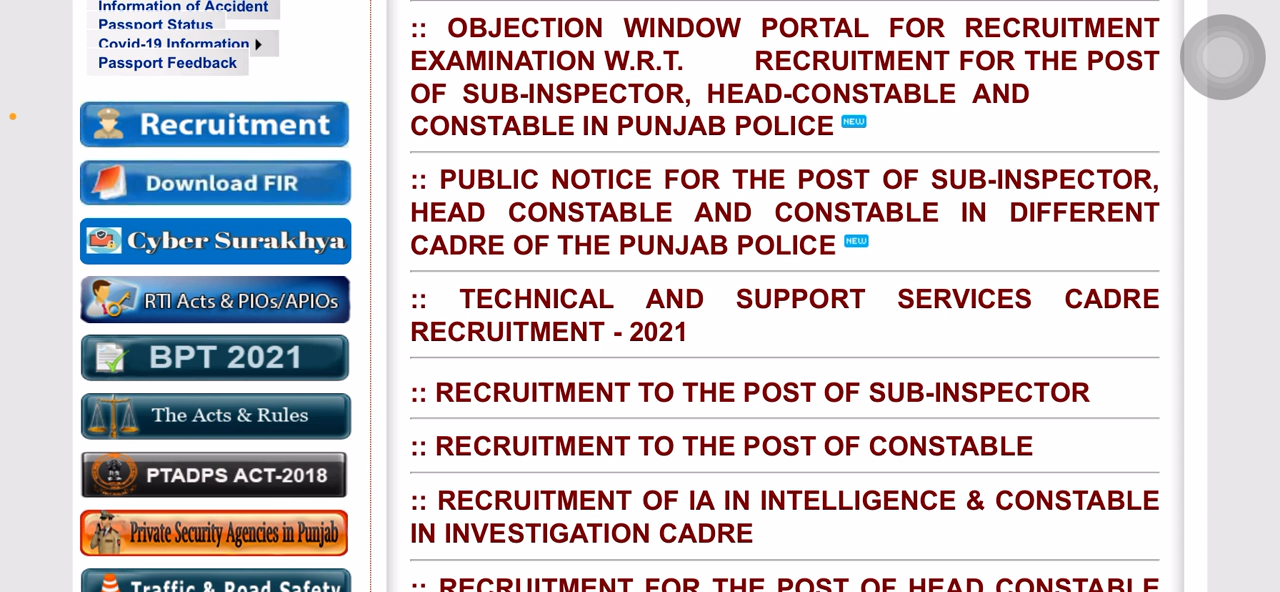 Information of Accident
Passport Status
Covid-19 Information
Passport Feedback
Recruitment
Download FIR
Cyber Surakhya
RTI Acts & PIOs/APIOs
BPT 2021
The Acts & Rules
PTADPS ACT-2018
Private Security Agencies in Punjab
Traffic & Road Safety
:: OBJECTION WINDOW PORTAL FOR RECRUITMENT
EXAMINATION W.R.T. RECRUITMENT FOR THE POST
OF SUB-INSPECTOR, HEAD-CONSTABLE AND
CONSTABLE IN PUNJAB POLICE NEW
:: PUBLIC NOTICE FOR THE POST OF SUB-INSPECTOR,
HEAD CONSTABLE AND CONSTABLE IN DIFFERENT
CADRE OF THE PUNJAB POLICE NEW
:: TECHNICAL AND SUPPORT SERVICES CADRE
RECRUITMENT - 2021
:: RECRUITMENT TO THE POST OF SUB-INSPECTOR
:: RECRUITMENT TO THE POST OF CONSTABLE
:: RECRUITMENT OF IA IN INTELLIGENCE & CONSTABLE
IN INVESTIGATION CADRE
:: RECRUITMENT FOR THE POST OF HEAD CONSTABLE